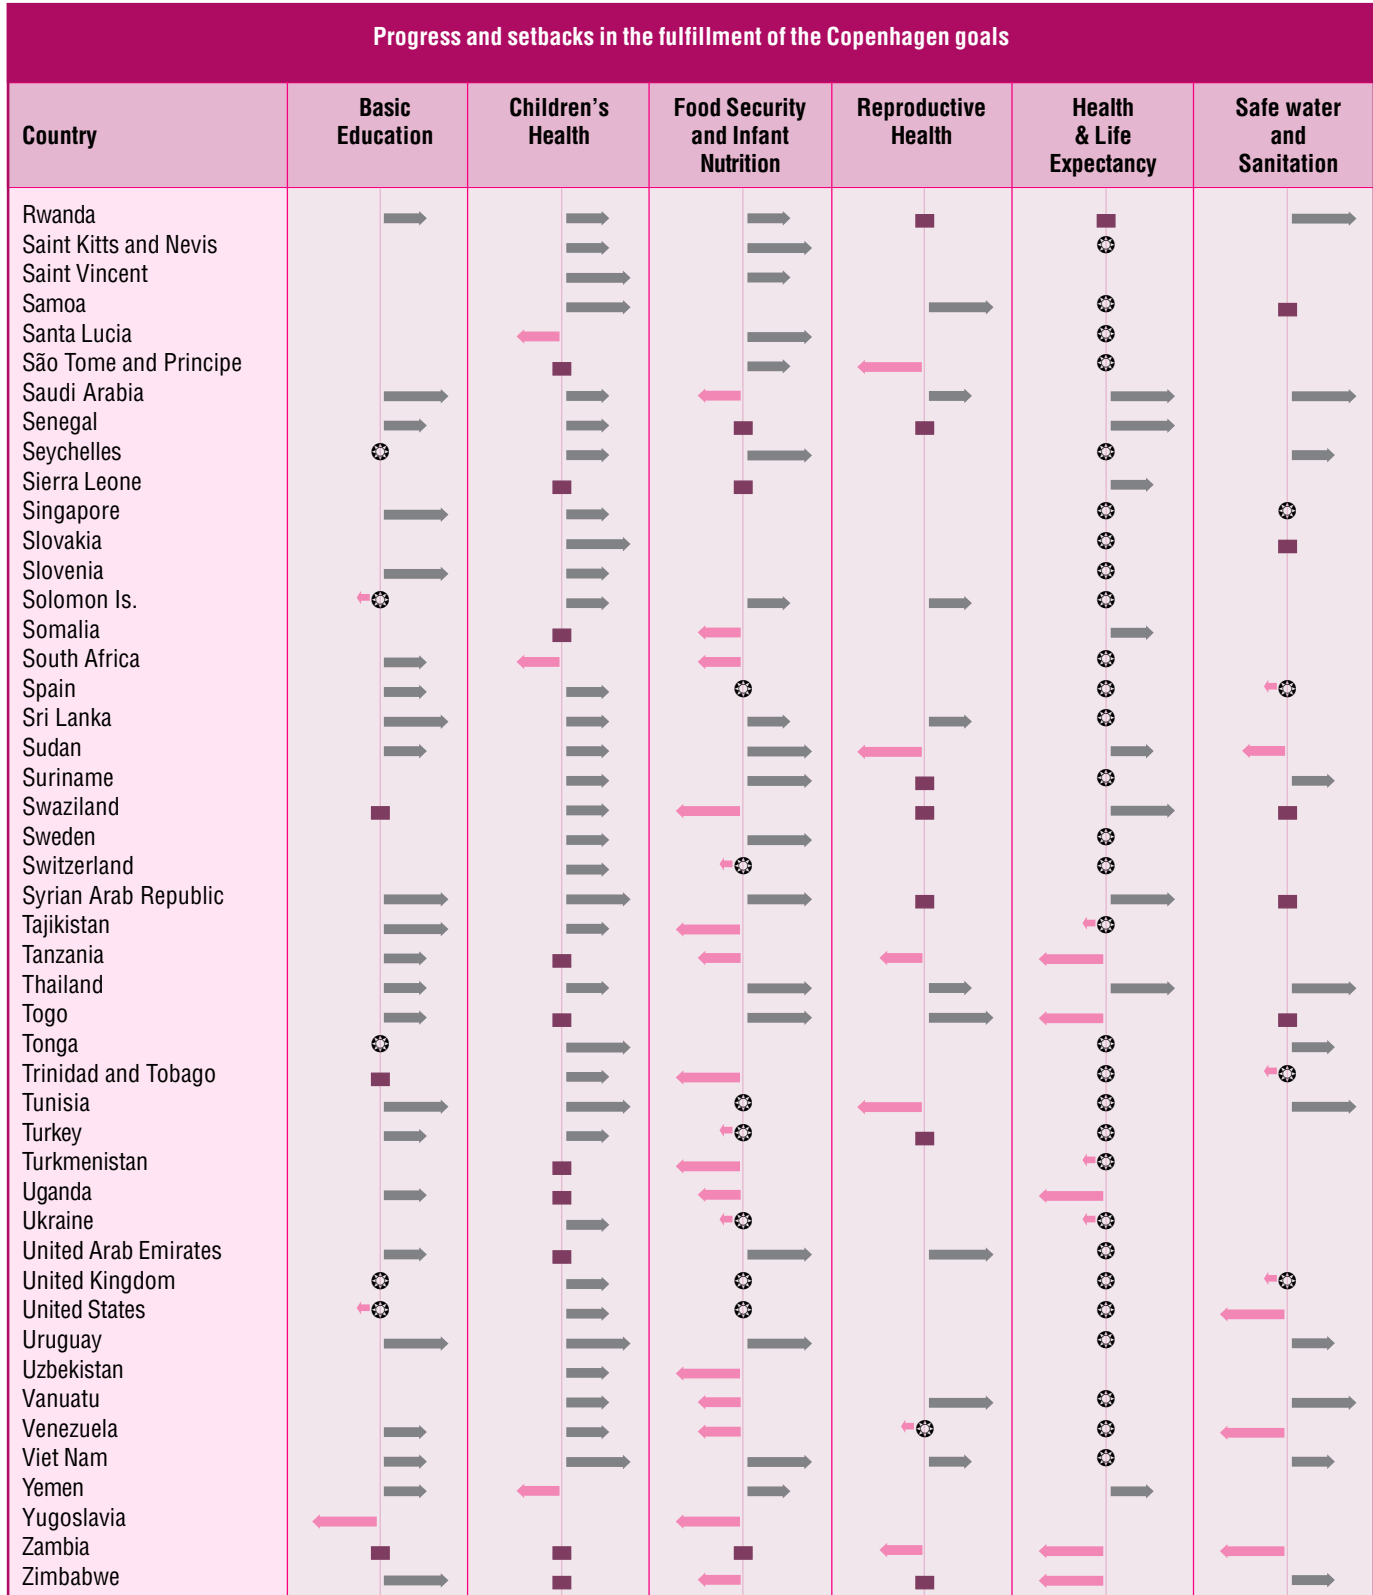 Progress and setbacks in the fulfillment of the Copenhagen goals
Country
Basic
Education
Children’s
Health
Food Security
and Infant
Nutrition
Reproductive
Health
Health
& Life
Expectancy
Safe water
and
Sanitation
Rwanda
Saint Kitts and Nevis
Saint Vincent
Samoa
Santa Lucia
São Tome and Principe
Saudi Arabia
Senegal
Seychelles
Sierra Leone
Singapore
Slovakia
Slovenia
Solomon Is.
Somalia
South Africa
Spain
Sri Lanka
Sudan
Suriname
Swaziland
Sweden
Switzerland
Syrian Arab Republic
Tajikistan
Tanzania
Thailand
Togo
Tonga
Trinidad and Tobago
Tunisia
Turkey
Turkmenistan
Uganda
Ukraine
United Arab Emirates
United Kingdom
United States
Uruguay
Uzbekistan
Vanuatu
Venezuela
Viet Nam
Yemen
Yugoslavia
Zambia
Zimbabwe